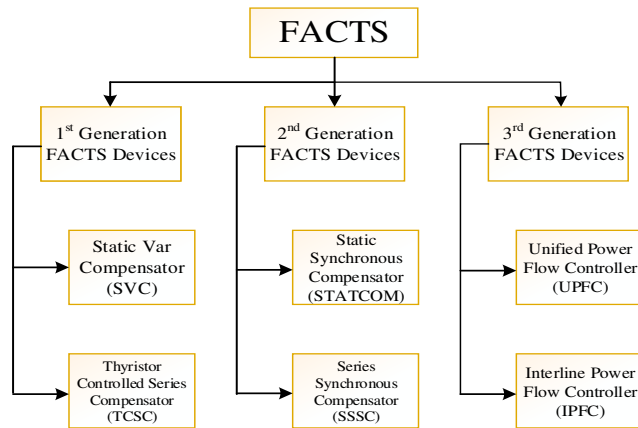 FACTS
1st Generation
FACTS Devices
2nd Generation
FACTS Devices
3rd Generation
FACTS Devices
Static Var
Compensator
(SVC)
Static
Synchronous
Compensator
(STATCOM)
Unified Power
Flow Controller
(UPFC)
Thyristor
Controlled Series
Compensator
(TCSC)
Series
Synchronous
Compensator
(SSSC)
Interline Power
Flow Controller
(IPFC)